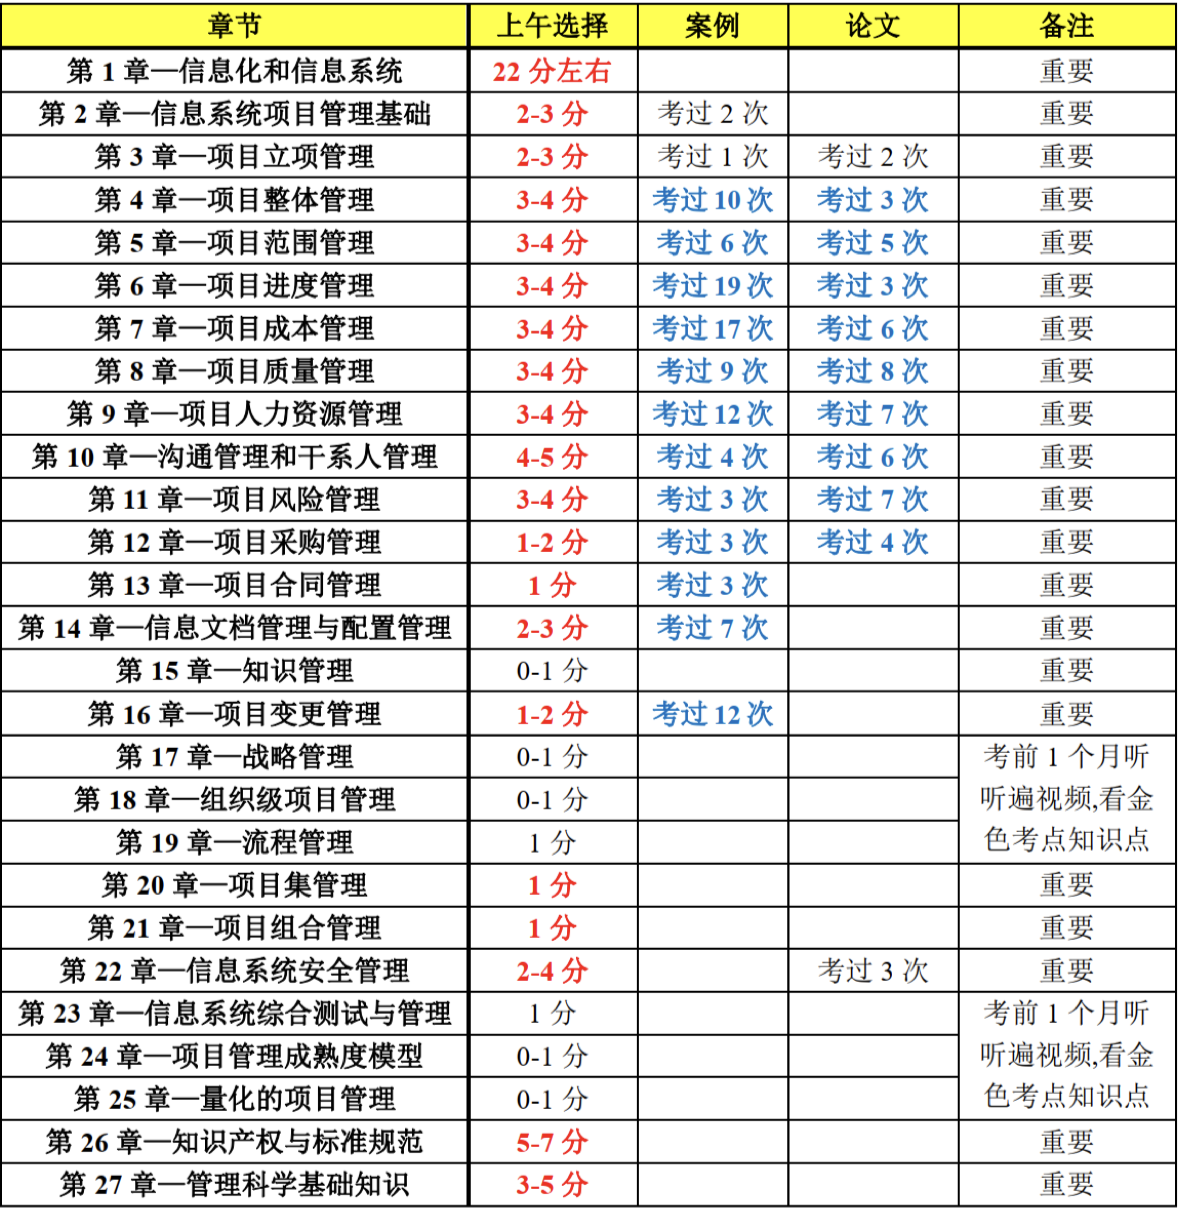 章节 上午选择 案例 论文 备注
第 1 章—信息化和信息系统 22 分左右 重要
第 2 章—信息系统项目管理基础 2-3 分 考过 2 次 重要
第 3 章—项目立项管理 2-3 分 考过 1 次 考过 2 次 重要
第 4 章—项目整体管理 3-4 分 考过 10 次 考过 3 次 重要
第 5 章—项目范围管理 3-4 分 考过 6 次 考过 5 次 重要
第 6 章—项目进度管理 3-4 分 考过 19 次 考过 3 次 重要
第 7 章—项目成本管理 3-4 分 考过 17 次 考过 6 次 重要
第 8 章—项目质量管理 3-4 分 考过 9 次 考过 8 次 重要
第 9 章—项目人力资源管理 3-4 分 考过 12 次 考过 7 次 重要
第 10 章—沟通管理和干系人管理 4-5 分 考过 4 次 考过 6 次 重要
第 11 章—项目风险管理 3-4 分 考过 3 次 考过 7 次 重要
第 12 章—项目采购管理 1-2 分 考过 3 次 考过 4 次 重要
第 13 章—项目合同管理 1 分 考过 3 次 重要
第 14 章—信息文档管理与配置管理 2-3 分 考过 7 次 重要
第 15 章—知识管理 0-1 分 重要
第 16 章—项目变更管理 1-2 分 考过 12 次 重要
第 17 章—战略管理 0-1 分 考前 1 个月听
第 18 章—组织级项目管理 0-1 分 听遍视频,看金
第 19 章—流程管理 1 分 色考点知识点
第 20 章—项目集管理 1 分 重要
第 21 章—项目组合管理 1 分 重要
第 22 章—信息系统安全管理 2-4 分 考过 3 次 重要
第 23 章—信息系统综合测试与管理 1 分 考前 1 个月听
第 24 章—项目管理成熟度模型 0-1 分 听遍视频,看金
第 25 章—量化的项目管理 0-1 分 色考点知识点
第 26 章—知识产权与标准规范 5-7 分 重要
第 27 章—管理科学基础知识 3-5 分 重要